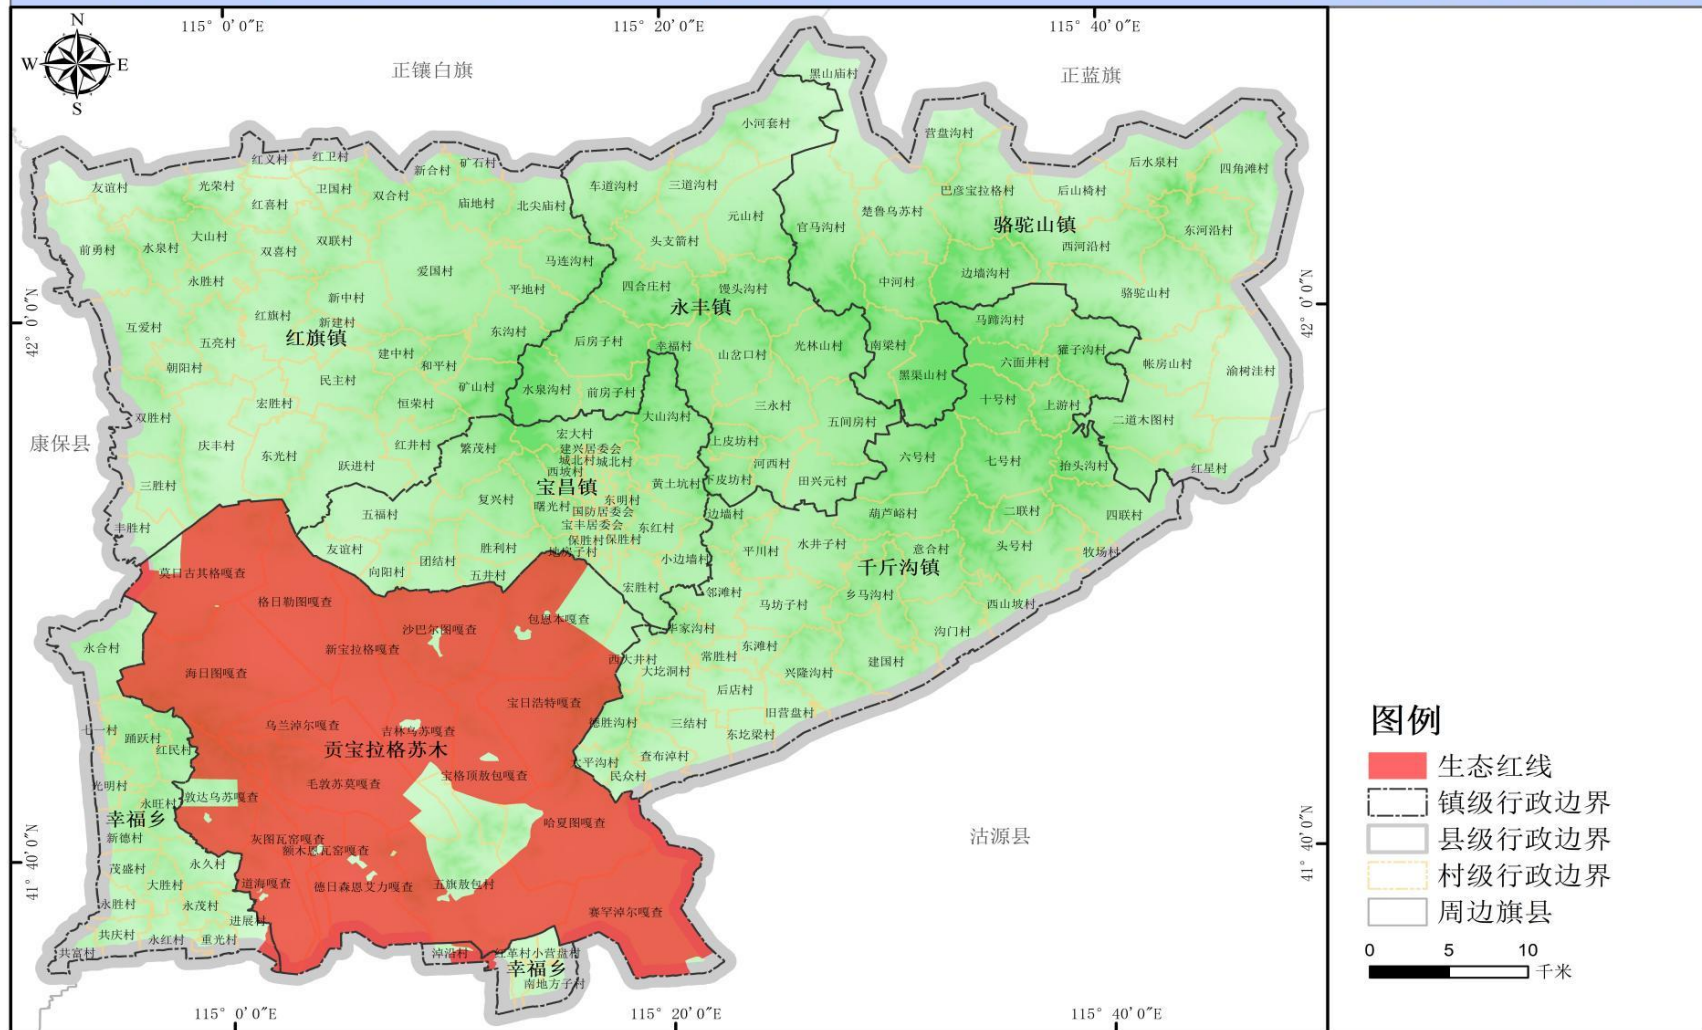 115° 0′0″E
115° 20′0″E
115° 40′0″E
N
W
E
S
正镶白旗
正蓝旗
黑山庙村
小河套村
营盘沟村
红义村
红卫村
新合村
矿石村
后水泉村
四角滩村
友谊村
光荣村
卫国村
双合村
车道沟村
三道沟村
巴彦宝拉格村
后山椅村
红喜村
庙地村
北尖庙村
元山村
楚鲁乌苏村
骆驼山镇
官马沟村
东河沿村
前勇村
水泉村
大山村
双喜村
双联村
头支箭村
西河沿村
爱国村
马连沟村
边墙沟村
永胜村
中河村
新中村
平地村
四合庄村
馒头沟村
骆驼山村
永丰镇
42° 0′0″N
42° 0′0″N
互爱村
红旗村
新建村
马蹄沟村
红旗镇
东沟村
五亮村
后房子村
幸福村
光林山村
南梁村
獾子沟村
建中村
山岔口村
朝阳村
和平村
六面井村
帐房山村
渝树洼村
民主村
黑渠山村
矿山村
水泉沟村
前房子村
宏胜村
恒荣村
三永村
十号村
上游村
双胜村
大山沟村
五间房村
二道木图村
康保县
庆丰村
红井村
繁茂村
宏大村
上皮坊村
东光村
建兴居委会
跃进村
城北村
城北村
河西村
六号村
七号村
抬头沟村
红星村
西坡村
三胜村
宝昌镇
黄土坑村
下皮坊村
田兴元村
复兴村
东明村
曙光村
国防居委会
边墙村
葫芦峪村
二联村
四联村
五福村
丰胜村
宝丰居委会
东红村
保胜村
保胜村
水井子村
友谊村
胜利村
地房子村
平川村
意合村
头号村
牧场村
团结村
小边墙村
千斤沟镇
莫日古其格嘎查
向阳村
五井村
宏胜村
邻滩村
乡马沟村
格日勒图嘎查
马坊子村
西山坡村
包恩本嘎查
沙巴尔图嘎查
华家沟村
沟门村
永合村
新宝拉格嘎查
东滩村
常胜村
西大井村
建国村
海日图嘎查
大圪洞村
兴隆沟村
后店村
宝日浩特嘎查
旧营盘村
乌兰淖尔嘎查
德胜沟村
三结村
七一村
吉林乌苏嘎查
东圪梁村
踊跃村
红民村
贡宝拉格苏木
查布淖村
太平沟村
宝格顶敖包嘎查
民众村
光明村
毛敦苏莫嘎查
敦达乌苏嘎查
永旺村
幸福乡
哈夏图嘎查
沽源县
新德村
灰图瓦窑嘎查
额木恩瓦窑嘎查
41° 40′0″N
41° 40′0″N
茂盛村
永久村
大胜村
道海嘎查
德日森恩艾力嘎查
五旗敖包村
永胜村
永茂村
赛罕淖尔嘎查
进展村
共庆村
永红村
重光村
共富村
淖沿村
红革村
小营盘村
幸福乡
南地方子村
115° 0′0″E
115° 20′0″E
115° 40′0″E
图例
生态红线
镇级行政边界
县级行政边界
村级行政边界
周边旗县
0 5 10
千米